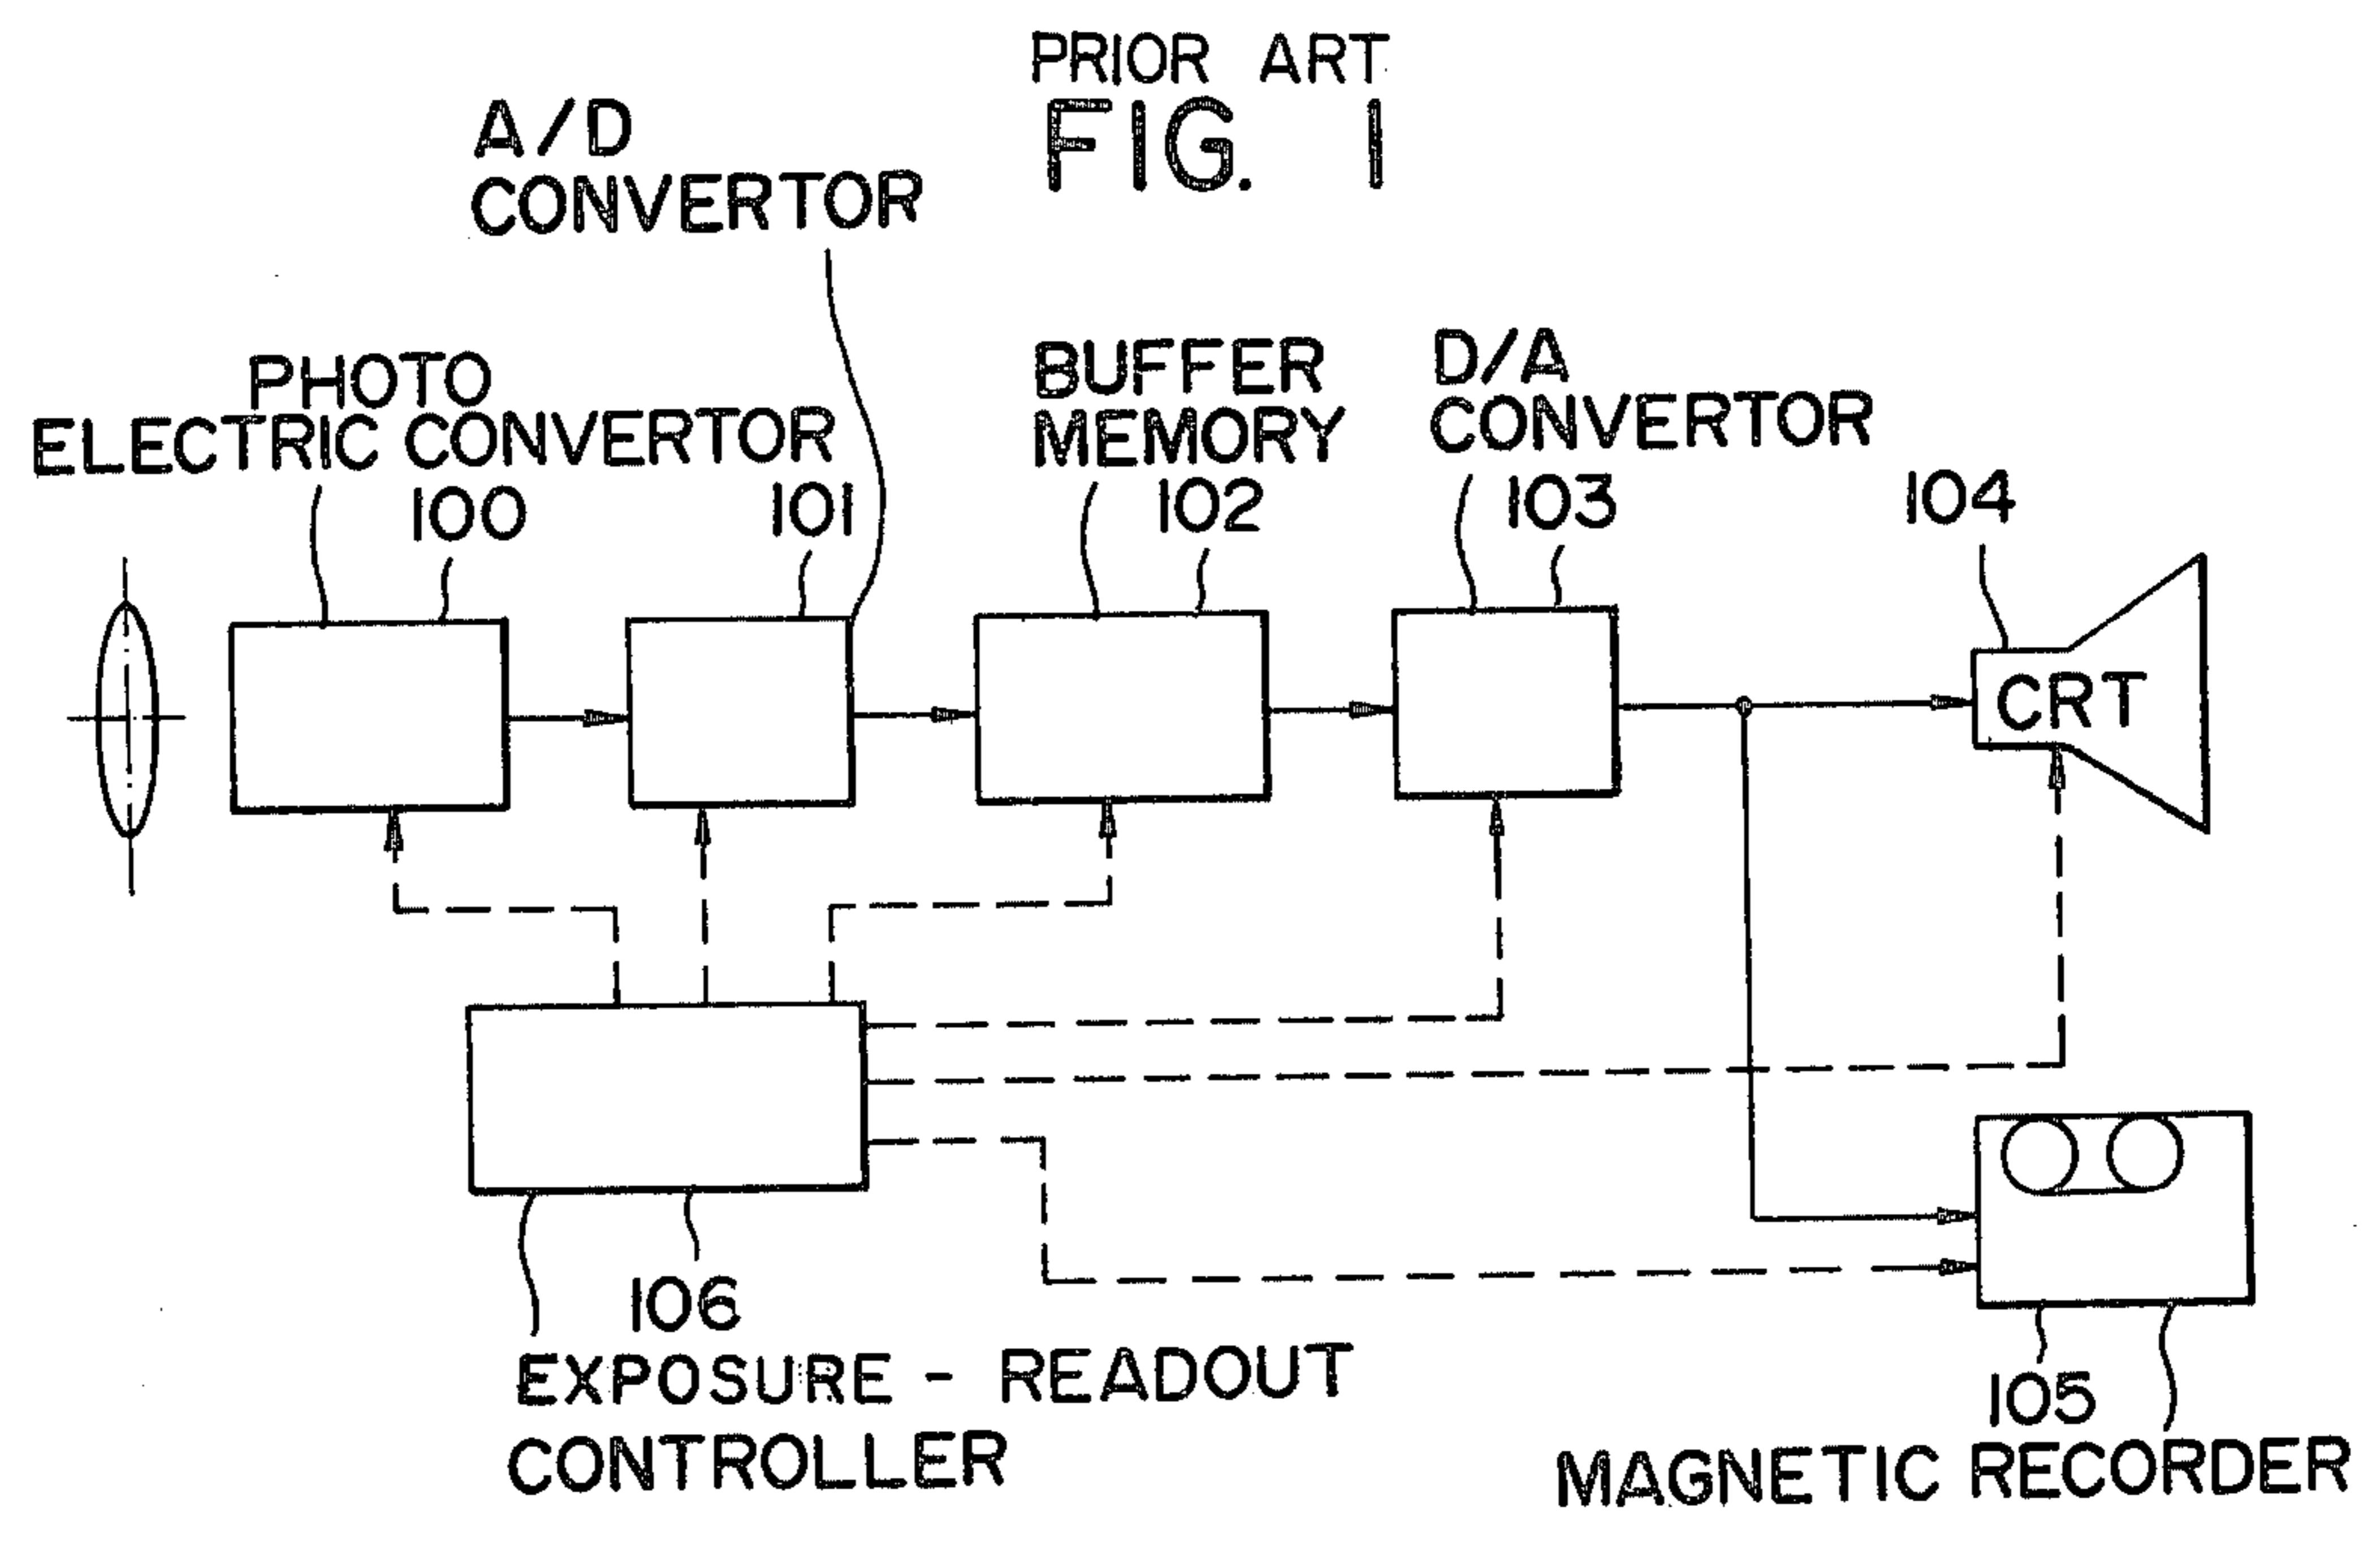 PRIOR ART
FIG. 1
A/D
CONVERTOR
PHOTO
ELECTRIC CONVERTOR
100
101
BUFFER
MEMORY
102
D/A
CONVERTOR
103
104
CRT
106
EXPOSURE - READOUT
CONTROLLER
105
MAGNETIC RECORDER